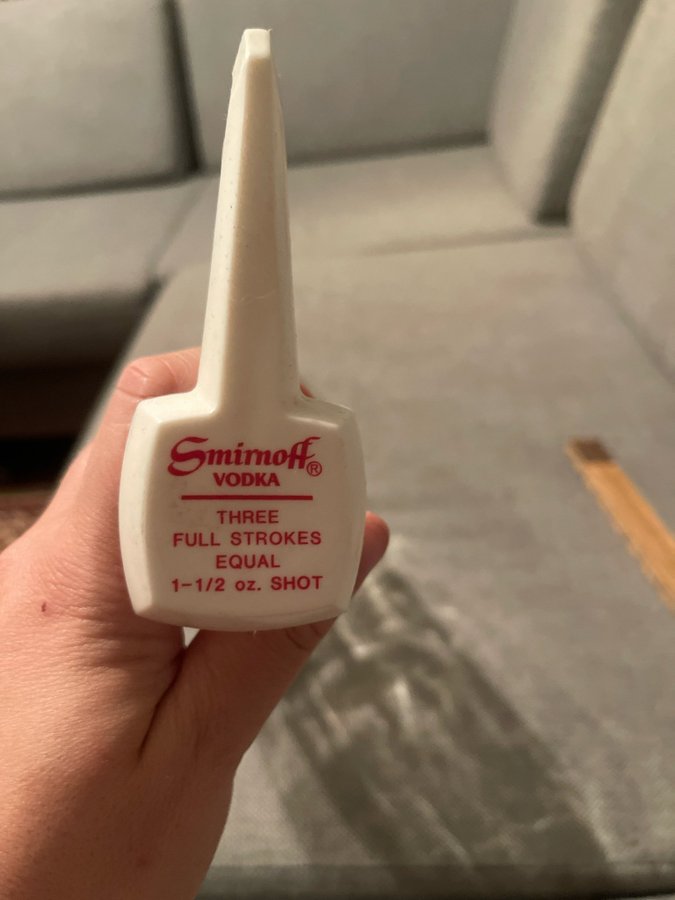 Smirnoff®
VODKA
THREE
FULL STROKES
EQUAL
1-1/2 oz. SHOT